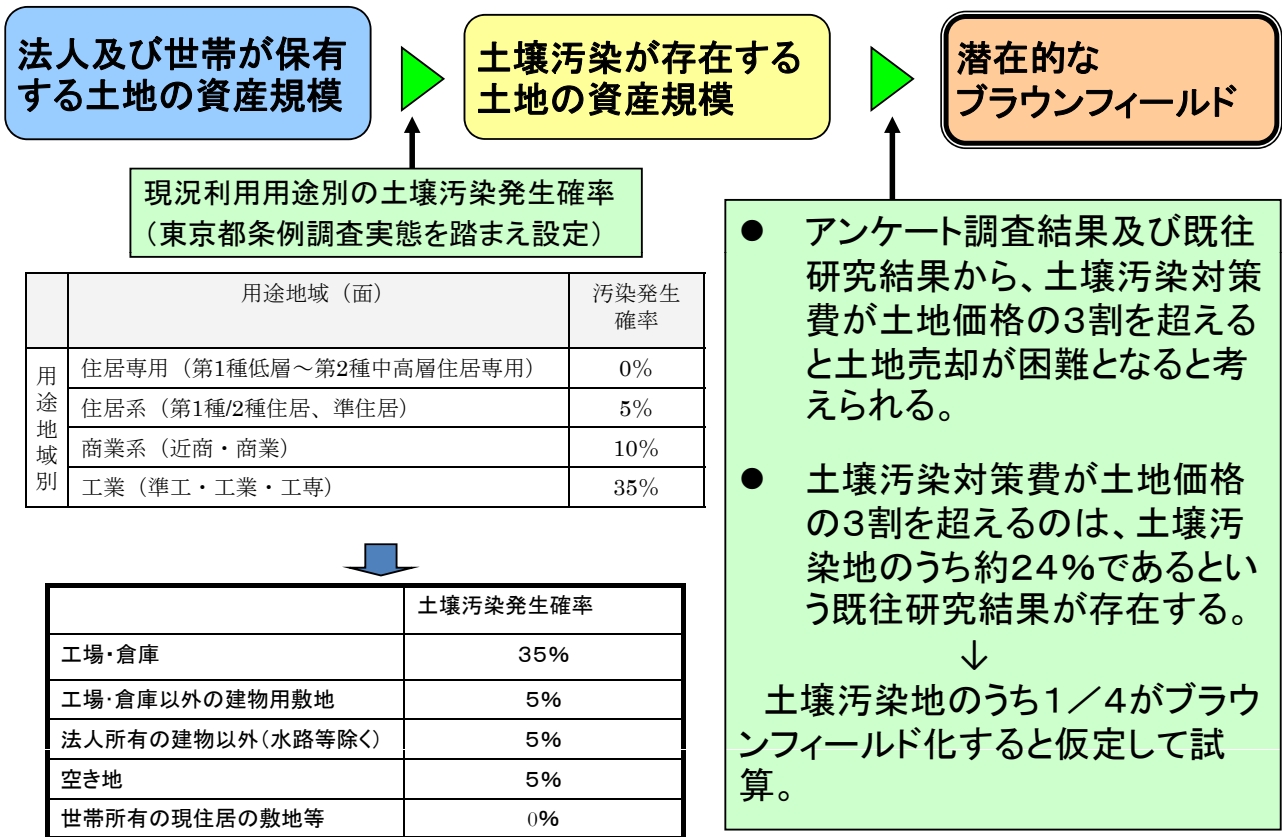 法人及び世帯が保有
する土地の資産規模
土壌汚染が存在する
土地の資産規模
潜在的な
ブラウンフィールド
現況利用用途別の土壌汚染発生確率
（東京都条例調査実態を踏まえ設定）
用途地域（面）
汚染発生
確率
用途地域別
住居専用（第1種低層～第2種中高層住居専用）
0%
住居系（第1種/2種住居、準住居）
5%
商業系（近商・商業）
10%
工業（準工・工業・工専）
35%
土壌汚染発生確率
工場・倉庫
35%
工場・倉庫以外の建物用敷地
5%
法人所有の建物以外（水路等除く）
5%
空き地
5%
世帯所有の現住居の敷地等
0%
● アンケート調査結果及び既往
研究結果から、土壌汚染対策
費が土地価格の３割を超える
と土地売却が困難となると考
えられる。
● 土壌汚染対策費が土地価格
の３割を超えるのは、土壌汚
染地のうち約２４％であるとい
う既往研究結果が存在する。
↓
土壌汚染地のうち１／４がブラウ
ンフィールド化すると仮定して試
算。